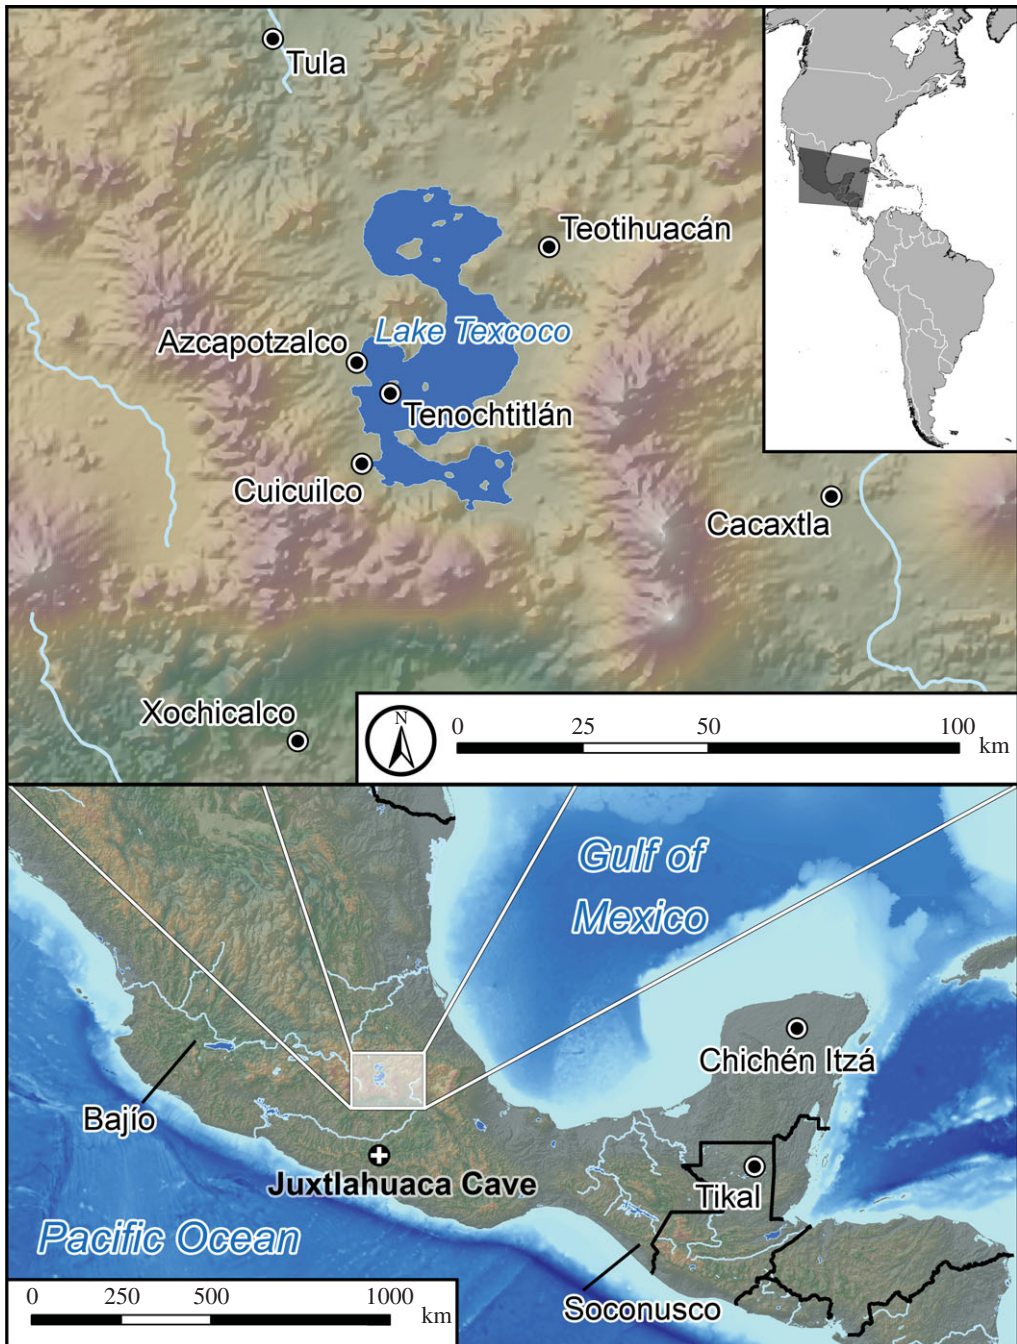 Tula
Teotihuacán
Lake Texcoco
Azcapotzalco
Tenochtitlán
Cuicuilco
Cacaxtla
Xochicalco
N
0 25 50 100
km
Gulf of
Mexico
Chichén Itzá
Bajío
Juxtlahuaca Cave
Tikal
Pacific Ocean
Soconusco
0 250 500 1000
km